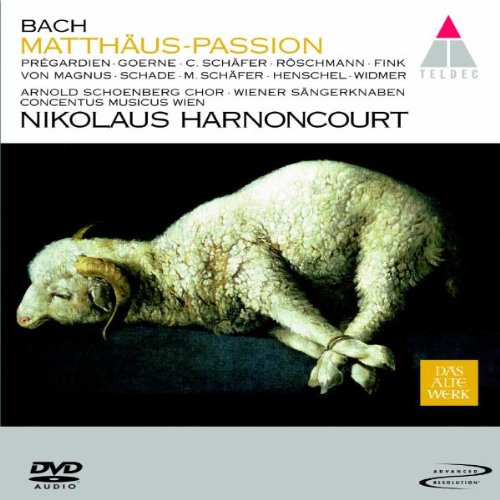 BACH
MATTHÄUS-PASSION
PRÉGARDIEN · GOERNE · C. SCHÄFER · RÖSCHMANN · FINK
VON MAGNUS · SCHADE · M. SCHÄFER · HENSCHEL · WIDMER
ARNOLD SCHOENBERG CHOR · WIENER SÄNGERKNABEN
CONCENTUS MUSICUS WIEN
NIKOLAUS HARNONCOURT
TELDEC
DAS
ALTE
WERK
DVD
AUDIO
ADVANCED
RESOLUTION